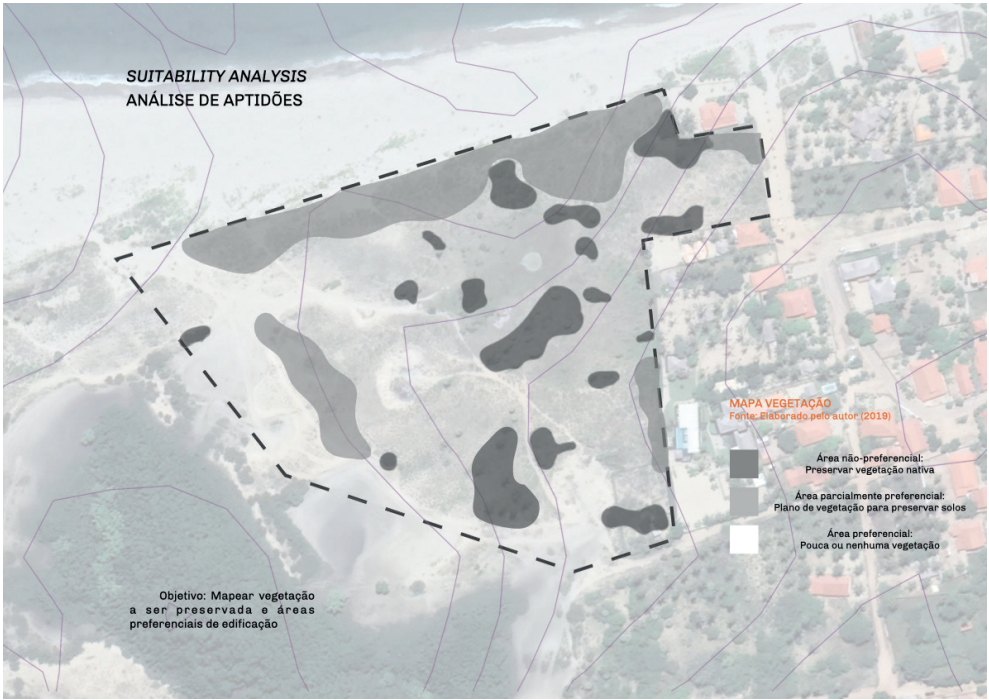 SUITABILITY ANALYSIS
ANÁLISE DE APTIDÕES
MAPA VEGETAÇÃO
Fonte: Elaborado pelo autor (2019)
Área não-preferencial:
Preservar vegetação nativa
Área parcialmente preferencial:
Plano de vegetação para preservar solos
Área preferencial:
Pouca ou nenhuma vegetação
Objetivo: Mapear vegetação
a ser preservada e áreas
preferenciais de edificação